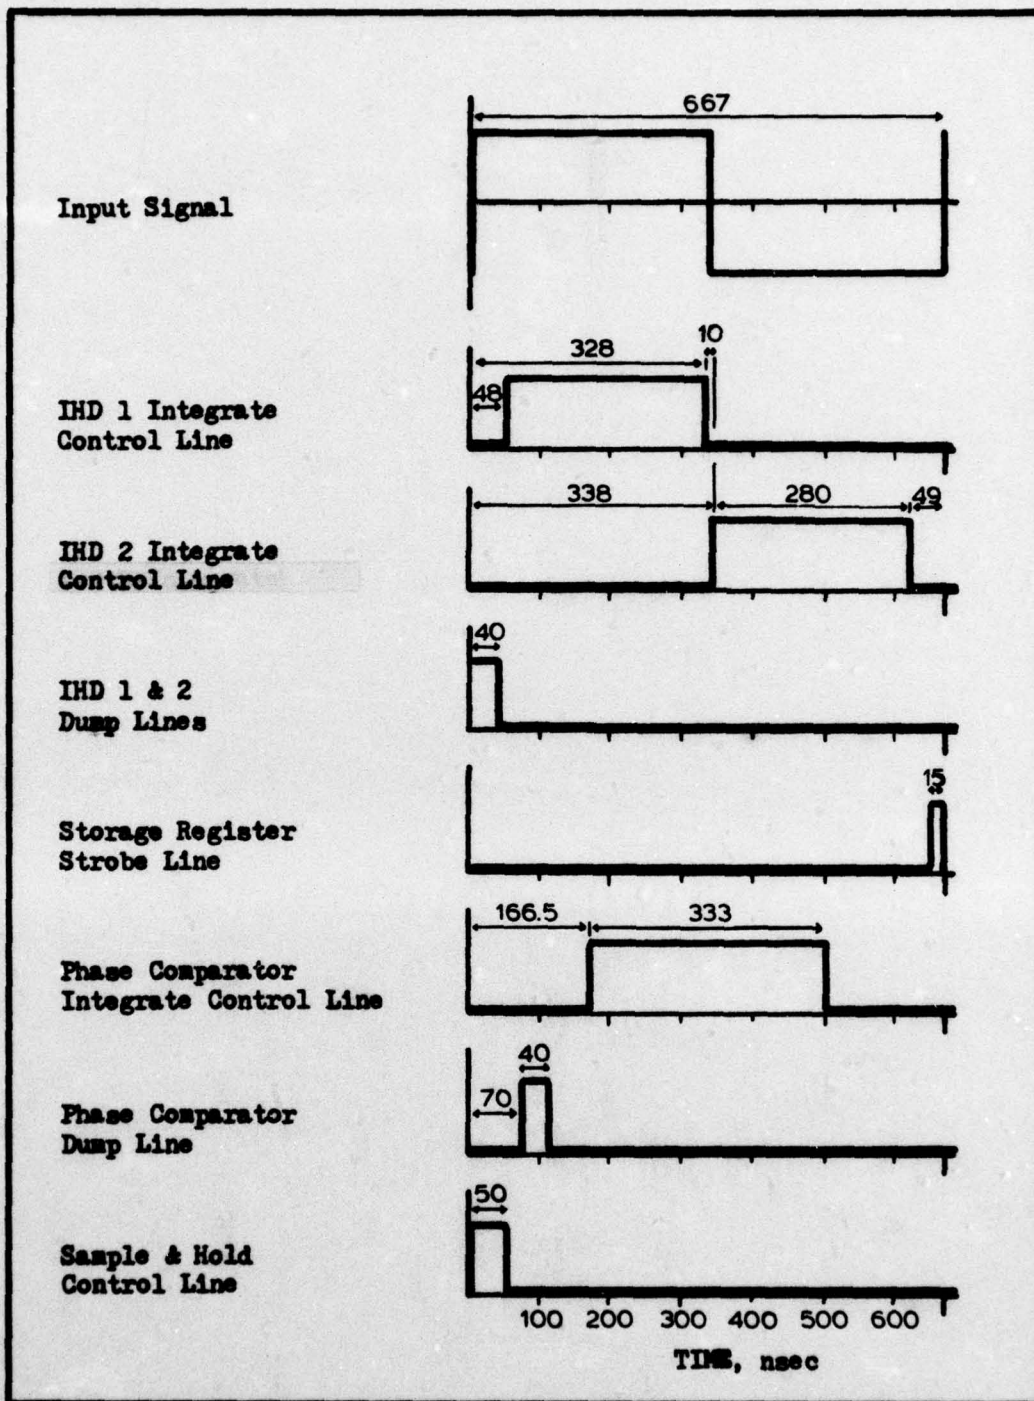 667
Input Signal
10
328
48
IHD 1 Integrate
Control Line
338 280 49
IHD 2 Integrate
Control Line
40
IHD 1 & 2
Dump Lines
15
Storage Register
Strobe Line
166.5 333
Phase Comparator
Integrate Control Line
40
70
Phase Comparator
Dump Line
50
Sample & Hold
Control Line
100 200 300 400 500 600
TIME, nsec